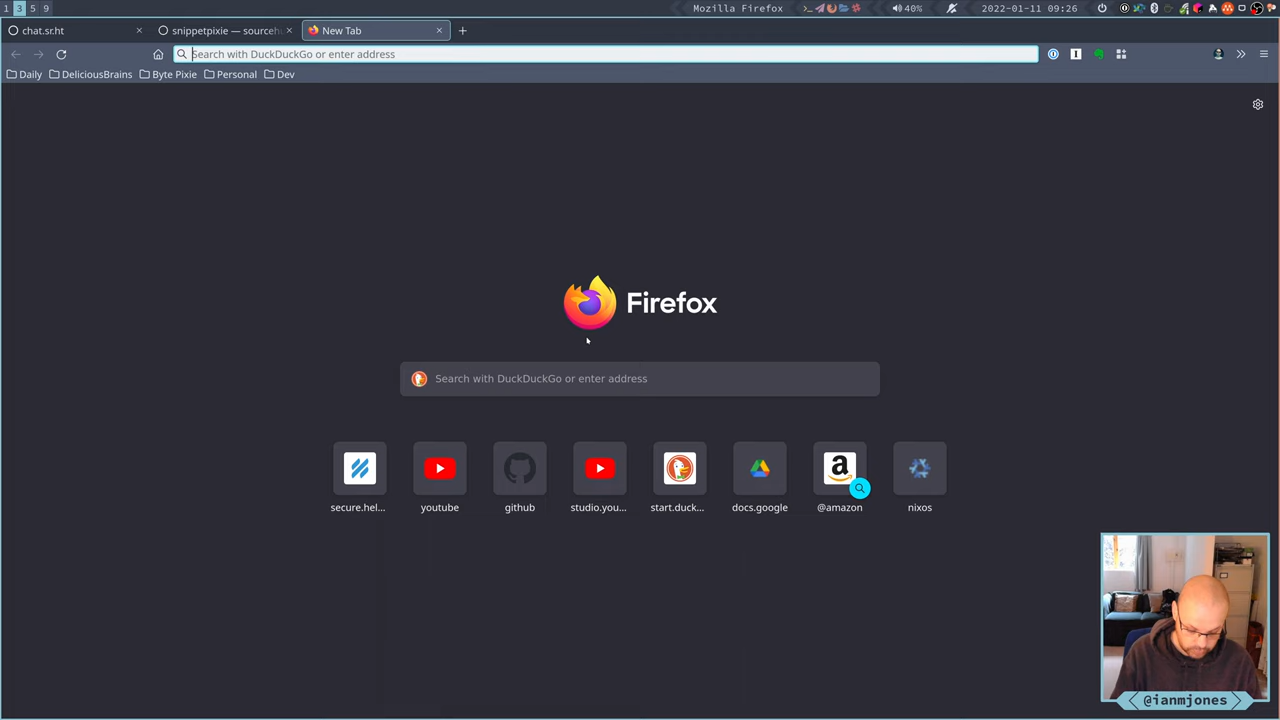 1 3 5 9
Mozilla Firefox
40%
2022-01-11 09:26
chat.sr.ht
snippetpixie — sourcehu
New Tab
Search with DuckDuckGo or enter address
Daily
DeliciousBrains
Byte Pixie
Personal
Dev
Firefox
Search with DuckDuckGo or enter address
secure.hel...
youtube
github
studio.you...
start.duck...
docs.google
@amazon
nixos
@ianmjones